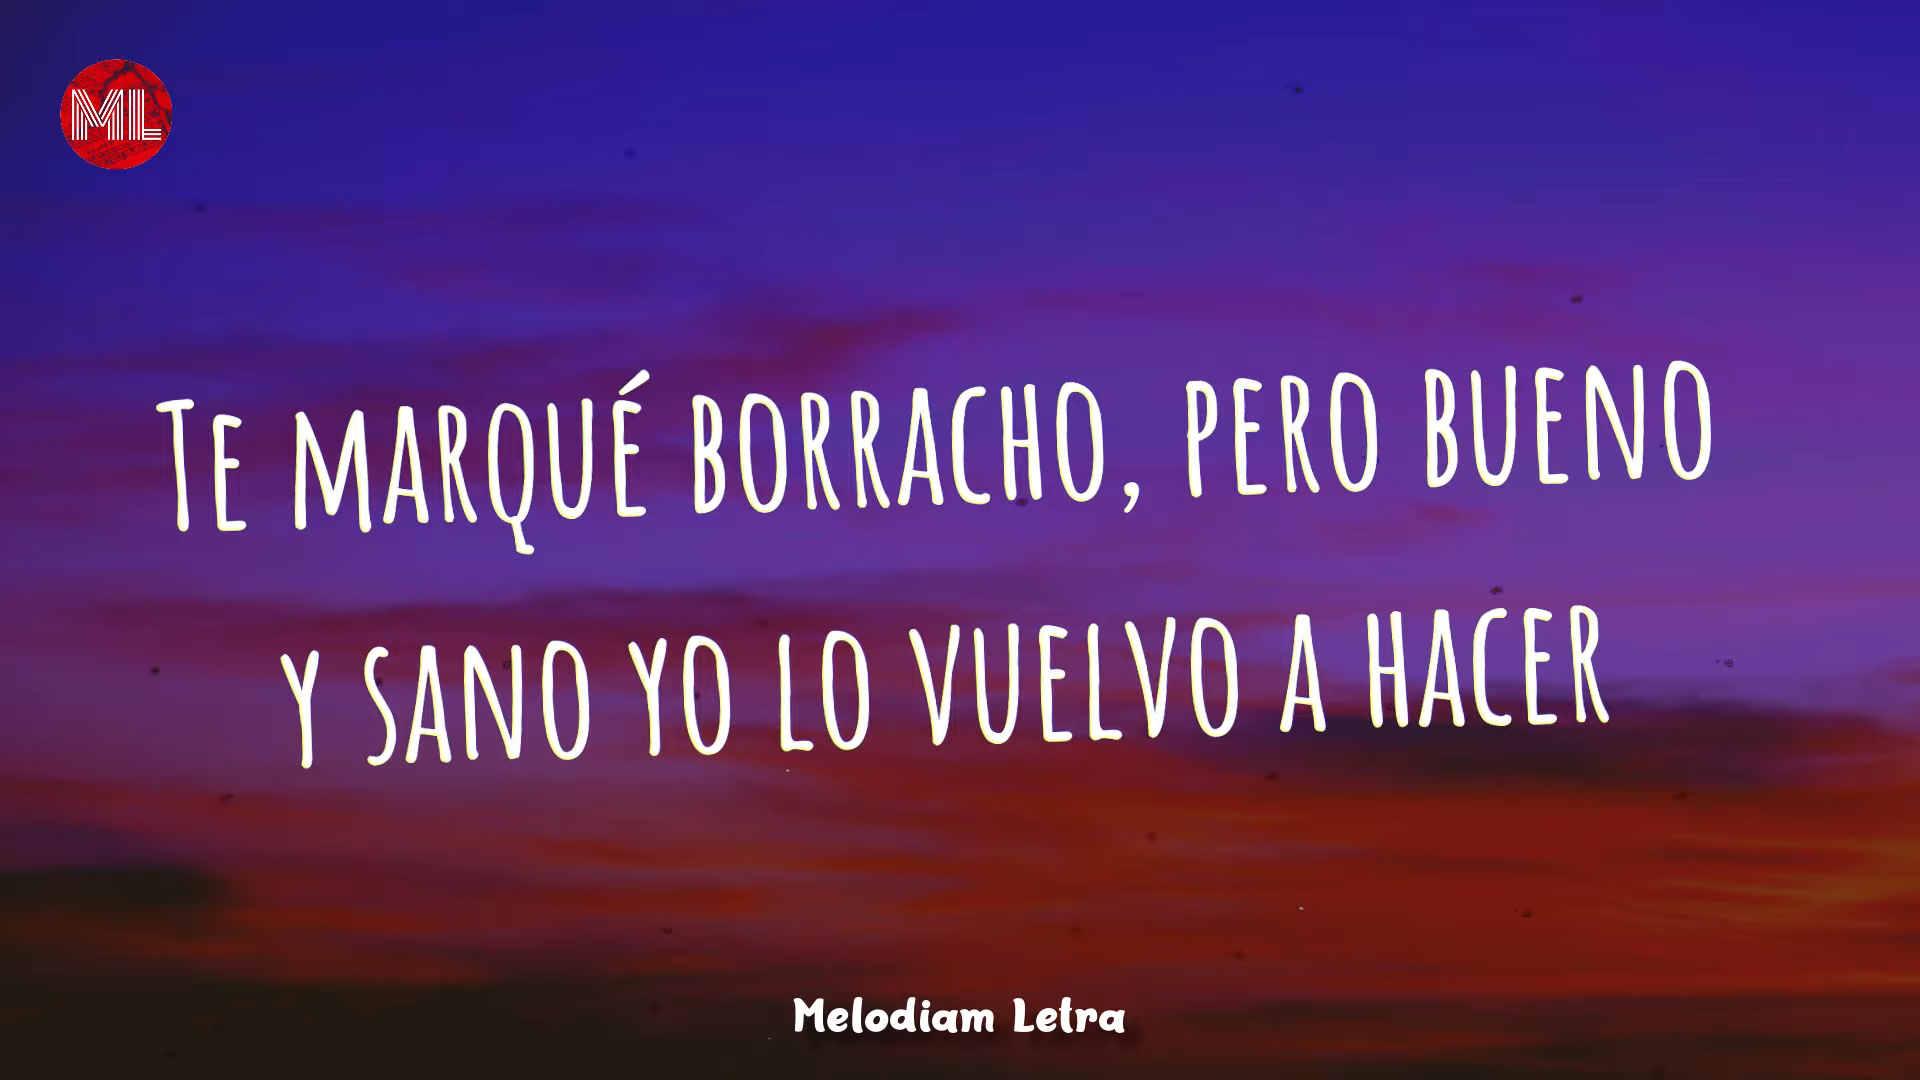 ML
Te marqué borracho, pero bueno
y sano yo lo vuelvo a hacer
Melodiam Letra